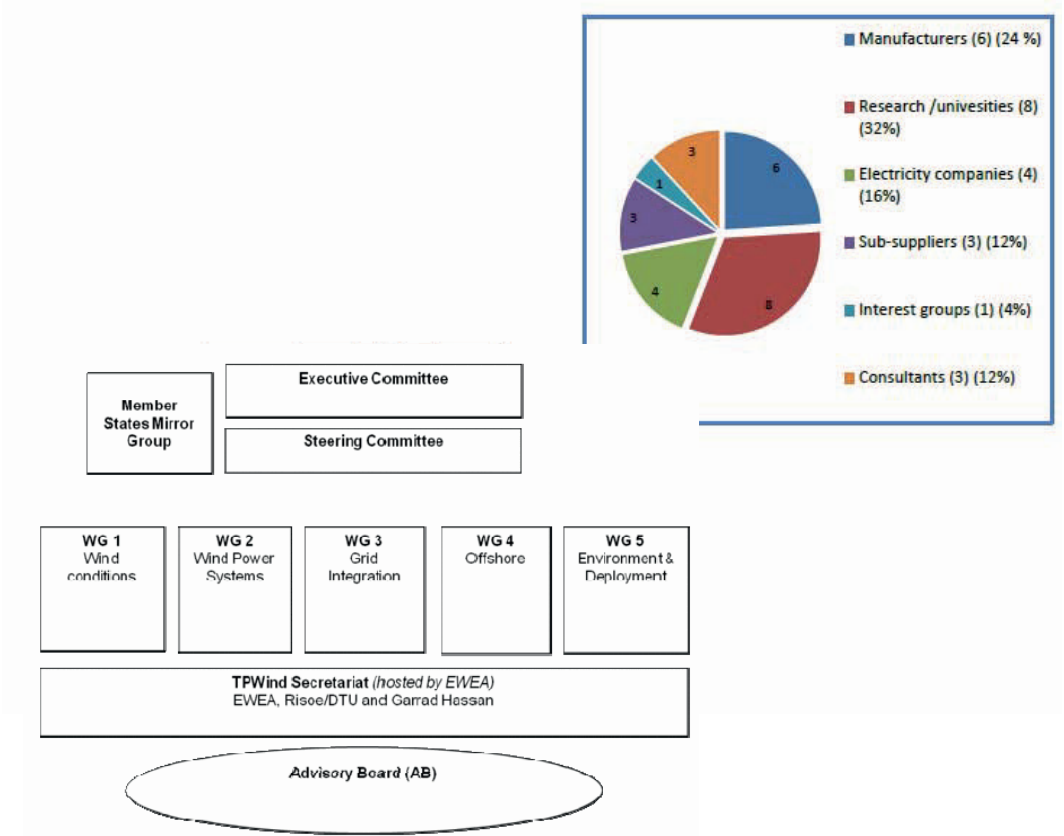 Manufacturers (6) (24 %)
Research /univesities (8)
(32%)
Electricity companies (4)
(16%)
Sub-suppliers (3) (12%)
Interest groups (1) (4%)
Consultants (3) (12%)
3
6
1
3
4
8
Member
States Mirror
Group
Executive Committee
Steering Committee
WG 1
Wind
conditions
WG 2
Wind Power
Systems
WG 3
Grid
Integration
WG 4
Offshore
WG 5
Environment &
Deployment
TPWind Secretariat (hosted by EWEA)
EWEA, Risoe/DTU and Garrad Hassan
Advisory Board (AB)